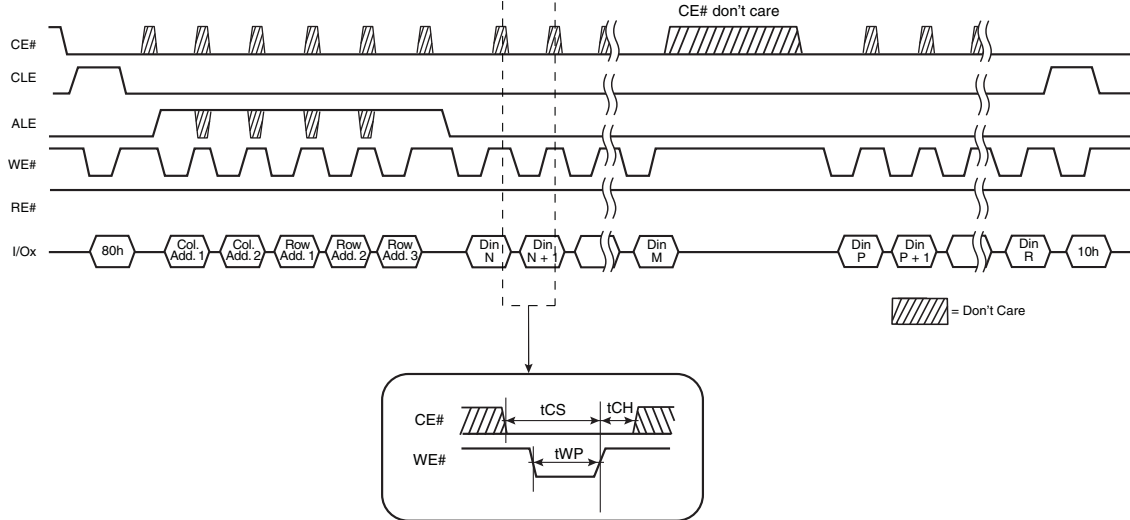 CE# don't care
CE#
CLE
ALE
WE#
RE#
I/Ox
80h
Col.
Add. 1
Col.
Add. 2
Row
Add. 1
Row
Add. 2
Row
Add. 3
Din
N
Din
N + 1
Din
M
Din
P
Din
P + 1
Din
R
10h
= Don't Care
CE#
tCS
tCH
WE#
tWP